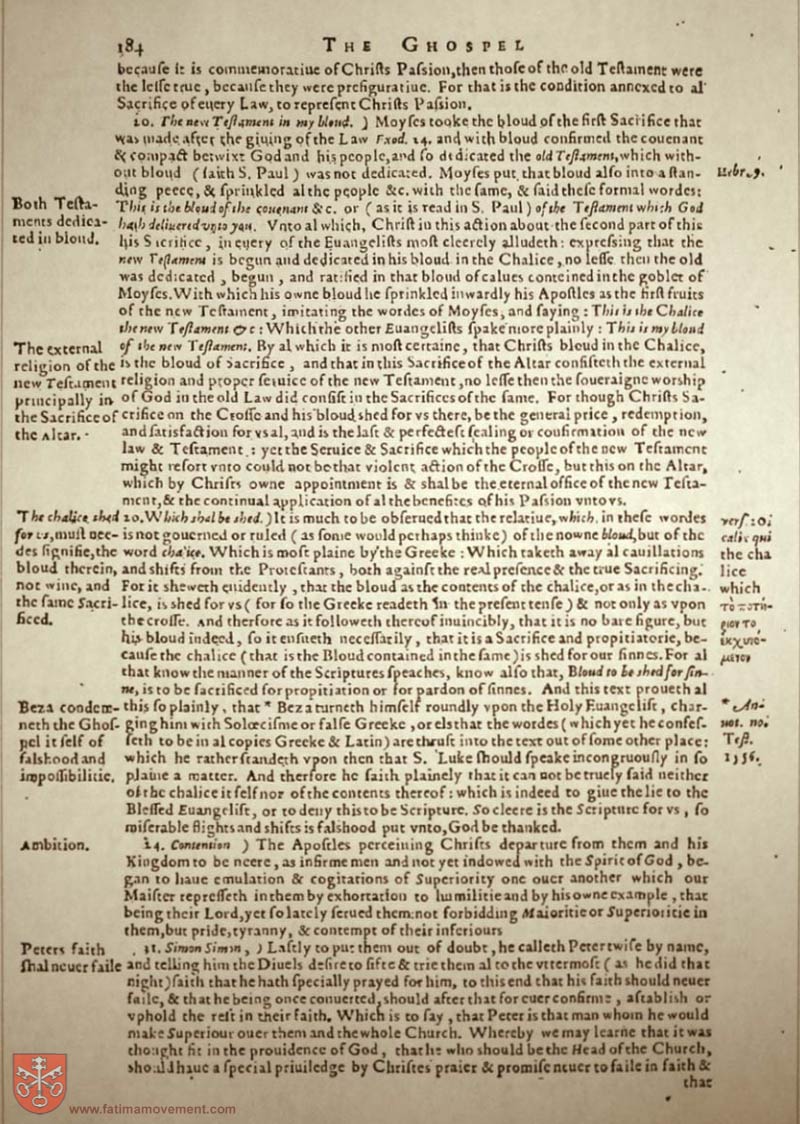 184 THE GHOSPEL
becauſe it is commemoratiue of Chriſts Paſsion, then thoſe of the old Teſtament were
the leſſe true, becauſe they were prefiguratiue. For that is the condition annexed to al
Sacrifice of euery Law, to repreſent Chriſts Paſsion.
20. The new Teſtament in my bloud. ) Moyſes tooke the bloud of the firſt Sacrifice that
was made after the giuing of the Law Exod. 24. and with bloud confirmed the couenant
& compact betwixt God and his people, and ſo dedicated the old Teſtament, which with-
out bloud ( ſaith S. Paul ) was not dedicated. Moyſes put that bloud alſo into a ſtan-
Hebr. 9.
ding peece, & ſprinkled al the people &c. with the ſame, & ſaid theſe formal wordes:
Both Teſta-
ments dedica-
ted in bloud.
This is the bloud of the couenant &c. or ( as it is read in S. Paul ) of the Teſtament which God
hath deliuered vnto you. Vnto al which, Chriſt in this action about the ſecond part of this
his Sacrifice, in euery of the Euangeliſts moſt cleerely alludeth: expreſsing that the
new Teſtament is begun and dedicated in his bloud in the Chalice, no leſſe then the old
was dedicated, begun, and ratified in that bloud of calues conteined in the goblet of
Moyſes. With which his owne bloud he ſprinkled inwardly his Apoſtles as the firſt fruits
of the new Teſtament, imitating the wordes of Moyſes, and ſaying : This is the Chalice
the new Teſtament &c : Which the other Euangeliſts ſpake more plainly : This is my bloud
The external
religion of the
new Teſtament
principally in
the Sacrifice of
the Altar.
of the new Teſtament. By al which it is moſt certaine, that Chriſts bloud in the Chalice,
is the bloud of Sacrifice, and that in this Sacrifice of the Altar conſiſteth the external
religion and proper ſeruice of the new Teſtament, no leſſe then the ſoueraigne worship
of God in the old Law did conſiſt in the Sacrifices of the ſame. For though Chriſts Sa-
crifice on the Croſſe and his bloud shed for vs there, be the general price, redemption,
and ſatisfaction for vs al, and is the laſt & perfecteſt ſealing or confirmation of the new
law & Teſtament : yet the Seruice & Sacrifice which the people of the new Teſtament
might reſort vnto could not be that violent action of the Croſſe, but this on the Altar,
which by Chriſts owne appointment is & shal be the eternal office of the new Teſta-
ment, & the continual application of al the benefites of his Paſsion vnto vs.
The chalice shed
for vs, muſt nee-
des ſignifie, the
bloud therein,
not wine, and
the ſame Sacri-
ficed.
20. Which shal be shed. ) It is much to be obſerued that the relatiue, which, in theſe wordes
is not gouerned or ruled ( as ſome would perhaps thinke) of the nowne bloud, but of the
word chalice. Which is moſt plaine by the Greeke : Which taketh away al cauillations
and shifts from the Proteſtants, both againſt the real preſence & the true Sacrificing.
For it sheweth euidently, that the bloud as the contents of the chalice, or as in the cha-
lice, is shed for vs ( for ſo the Greeke readeth in the preſent tenſe ) & not only as vpon
the croſſe. And therfore as it followeth thereof inuincibly, that it is no bare figure, but
his bloud indeed, ſo it enſueth neceſſarily, that it is a Sacrifice and propitiatorie, be-
cauſe the chalice ( that is the Bloud contained in the ſame ) is shed for our ſinnes. For al
calix qui
the cha
lice
which
that know the manner of the Scriptures ſpeaches, know alſo that, Bloud to be shed for ſin-
ne, is to be ſacrificed for propitiation or for pardon of ſinnes. And this text proueth al
Beza condem-
neth the Ghoſ-
pel it ſelf of
falshood and
impoſsibilitie.
this ſo plainely, that * Beza turneth himſelf roundly vpon the Holy Euangeliſt, char-
ging him with Solœciſme or falſe Greeke, or els that the wordes ( which yet he confeſ-
ſeth to be in al copies Greeke & Latin ) are thruſt into the text out of ſome other place:
which he rather ſtandeth vpon then that S. Luke should ſpeake incongruouſly in ſo
plaine a matter. And therfore he ſaith plainely that it can not be truely ſaid neither
of the chalice it ſelf nor of the contents thereof : which is indeed to giue the lie to the
Bleſſed Euangeliſt, or to deny this to be Scripture. So cleere is the Scripture for vs, ſo
miſerable flights and shifts is falshood put vnto, God be thanked.
* An-
not. no.
Teſt.
1556.
Ambition.
24. Contention ) The Apoſtles perceiuing Chriſts departure from them and his
Kingdom to be neere, as infirme men and not yet indowed with the Spirit of God, be-
gan to haue emulation & cogitations of Superiority one ouer another which our
Maiſter repreſſeth in them by exhortation to humilitie and by his owne example, that
being their Lord, yet ſo lately ſerued them: not forbidding Maioritie or Superioritie in
them, but pride, tyranny, & contempt of their inferiours
Peters faith
shal neuer faile
31. Simon Simon, ) Laſtly to put them out of doubt, he calleth Peter twiſe by name,
and telling him the Diuels deſire to ſifte & trie them al to the vttermoſt ( as he did that
night) ſaith that he hath ſpecially prayed for him, to this end that his faith should neuer
faile, & that he being once conuerted, should after that for euer confirme, aſtablish or
vphold the reſt in their faith. Which is to ſay, that Peter is that man whom he would
make Superiour ouer them and the whole Church. Whereby we may learne that it was
thought fit in the prouidence of God, that he who should be the Head of the Church,
should haue a ſpecial priuiledge by Chriſtes praier & promiſe neuer to faile in faith &
that
www.fatimamovement.com